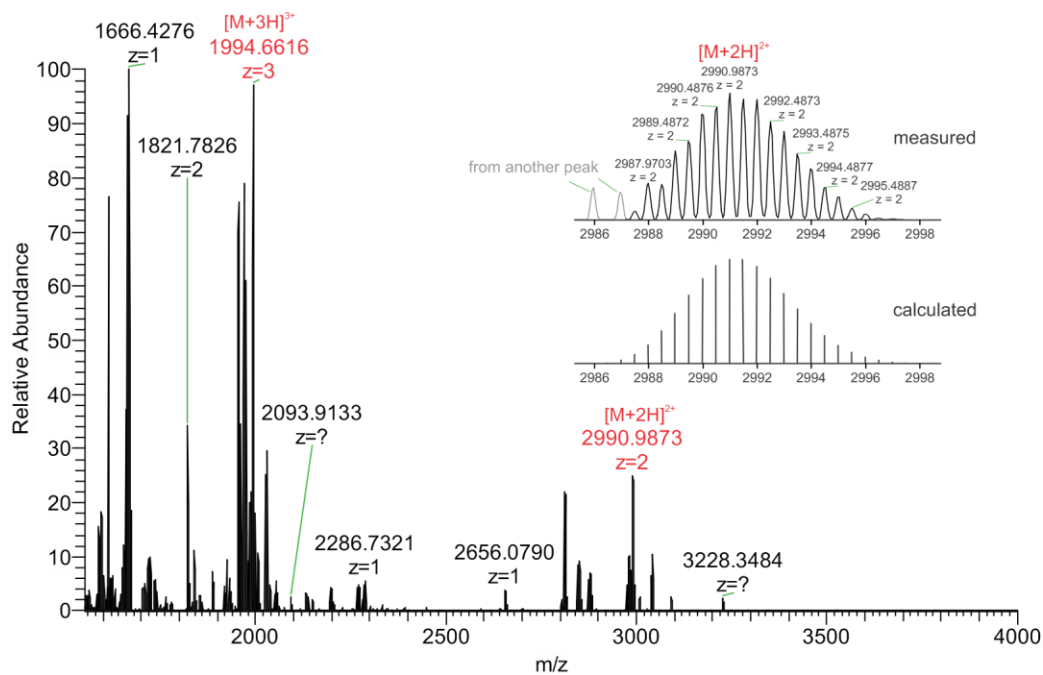 [M+3H]³⁺
1666.4276
z=1
1994.6616
z=3
1821.7826
z=2
[M+2H]²⁺
2990.9873
z = 2
2990.4876
z = 2
2992.4873
z = 2
2989.4872
z = 2
2993.4875
z = 2
measured
from another peak
2987.9703
z = 2
2994.4877
z = 2
2995.4887
z = 2
2986 2988 2990 2992 2994 2996 2998
calculated
2986 2988 2990 2992 2994 2996 2998
Relative Abundance
100
90
80
70
60
50
40
30
20
10
0
2093.9133
z=?
[M+2H]²⁺
2990.9873
z=2
2286.7321
z=1
2656.0790
z=1
3228.3484
z=?
2000 2500 3000 3500 4000
m/z